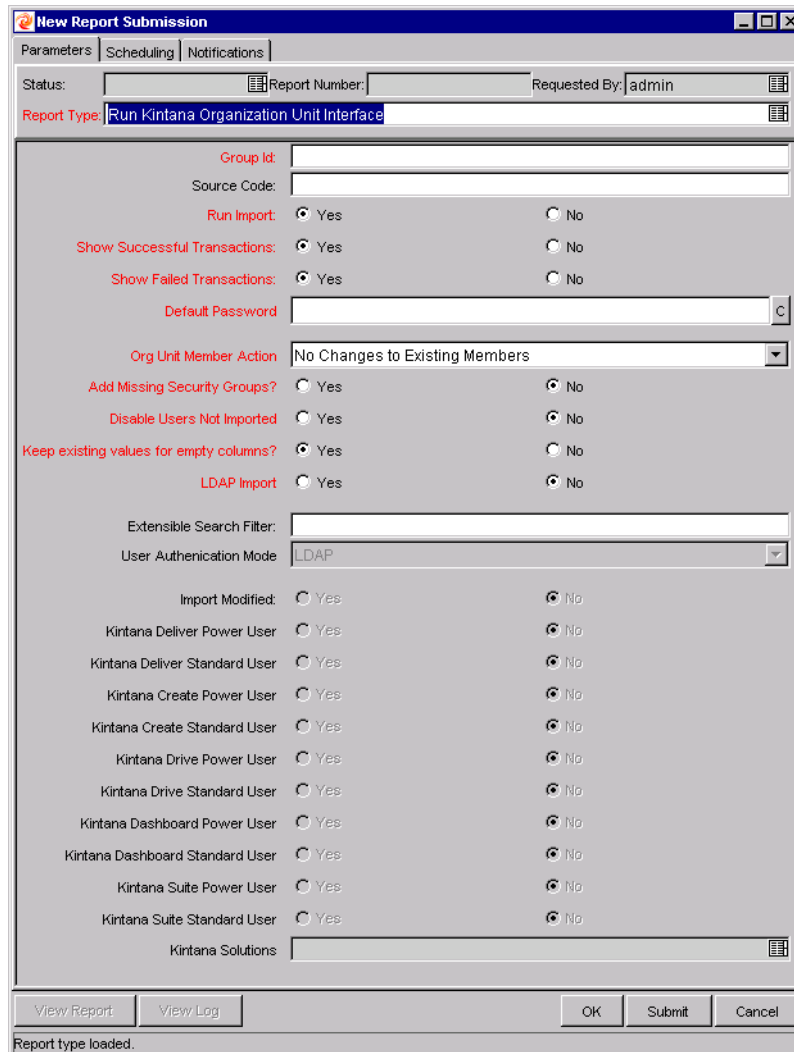 New Report Submission
Parameters Scheduling Notifications
Status: Report Number: Requested By: admin
Report Type: Run Kintana Organization Unit Interface
Group Id:
Source Code:
Run Import: Yes No
Show Successful Transactions: Yes No
Show Failed Transactions: Yes No
Default Password C
Org Unit Member Action No Changes to Existing Members
Add Missing Security Groups? Yes No
Disable Users Not Imported Yes No
Keep existing values for empty columns? Yes No
LDAP Import Yes No
Extensible Search Filter:
User Authenication Mode LDAP
Import Modified: Yes No
Kintana Deliver Power User Yes No
Kintana Deliver Standard User Yes No
Kintana Create Power User Yes No
Kintana Create Standard User Yes No
Kintana Drive Power User Yes No
Kintana Drive Standard User Yes No
Kintana Dashboard Power User Yes No
Kintana Dashboard Standard User Yes No
Kintana Suite Power User Yes No
Kintana Suite Standard User Yes No
Kintana Solutions
View Report View Log OK Submit Cancel
Report type loaded.